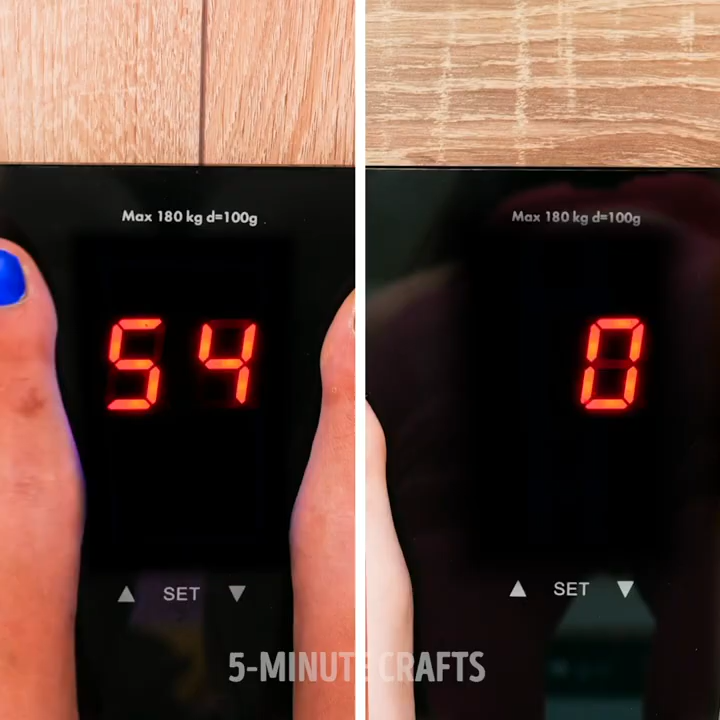 Max 180 kg d=100g
54
SET
Max 180 kg d=100g
0
SET
5-MINUTE CRAFTS